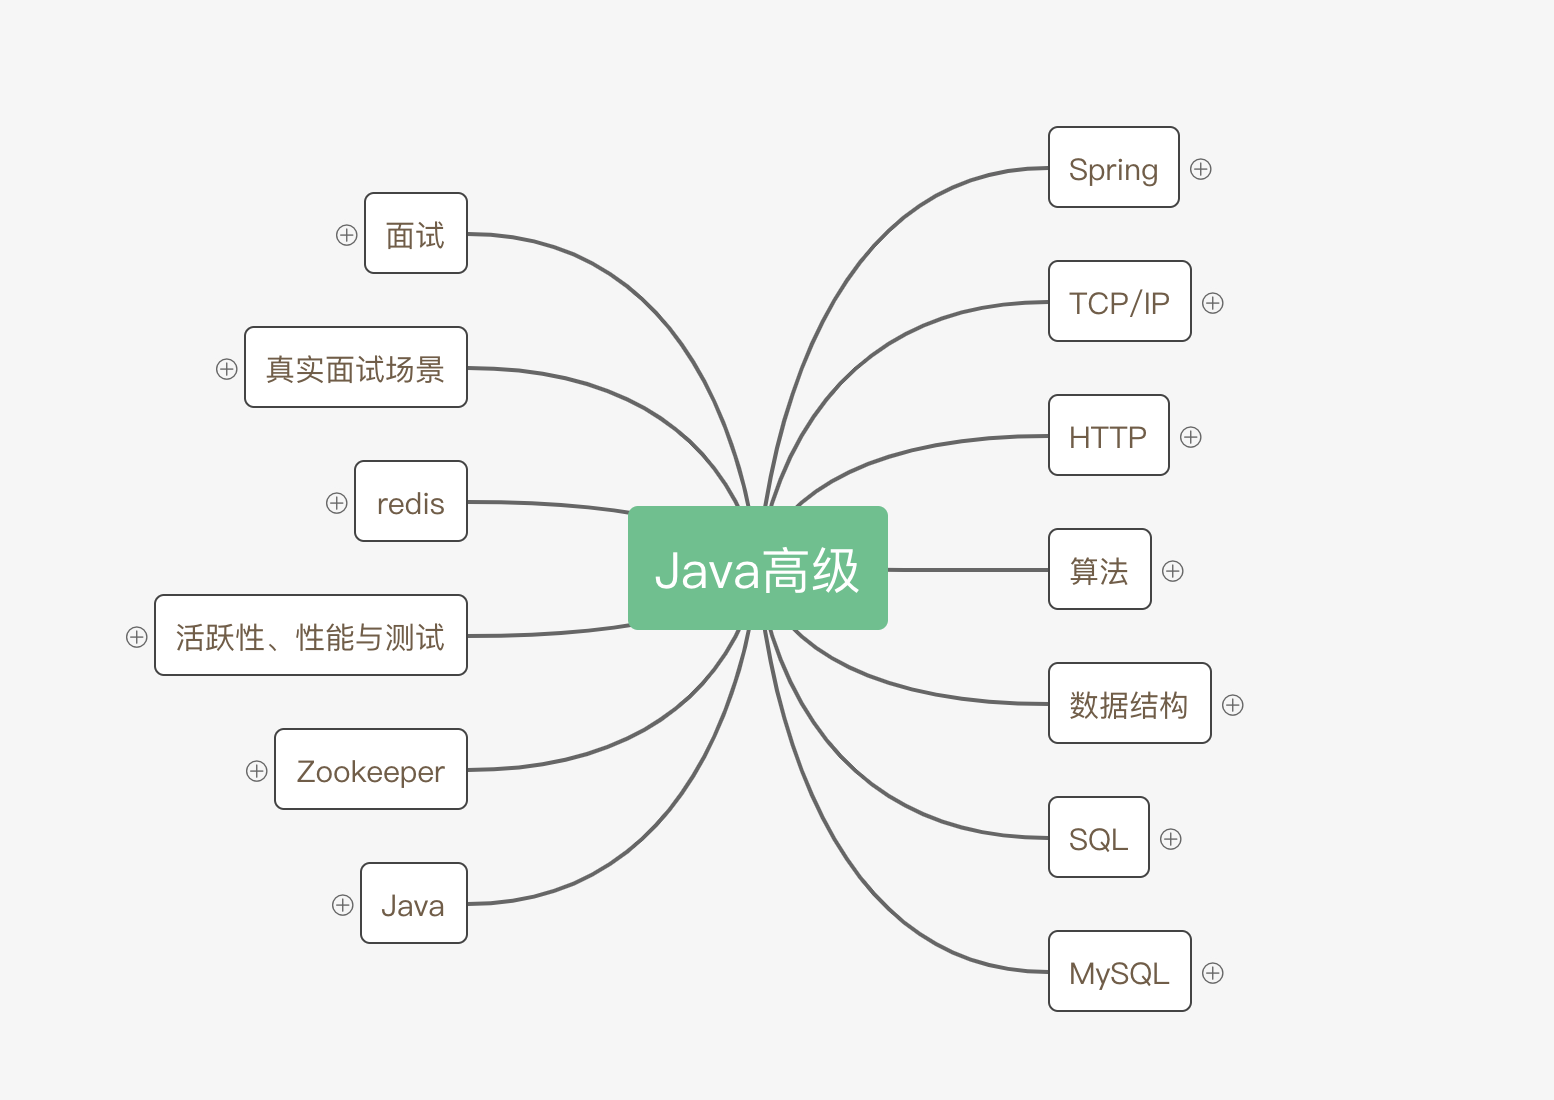 Java高级
Spring
TCP/IP
HTTP
算法
数据结构
SQL
MySQL
面试
真实面试场景
redis
活跃性、性能与测试
Zookeeper
Java